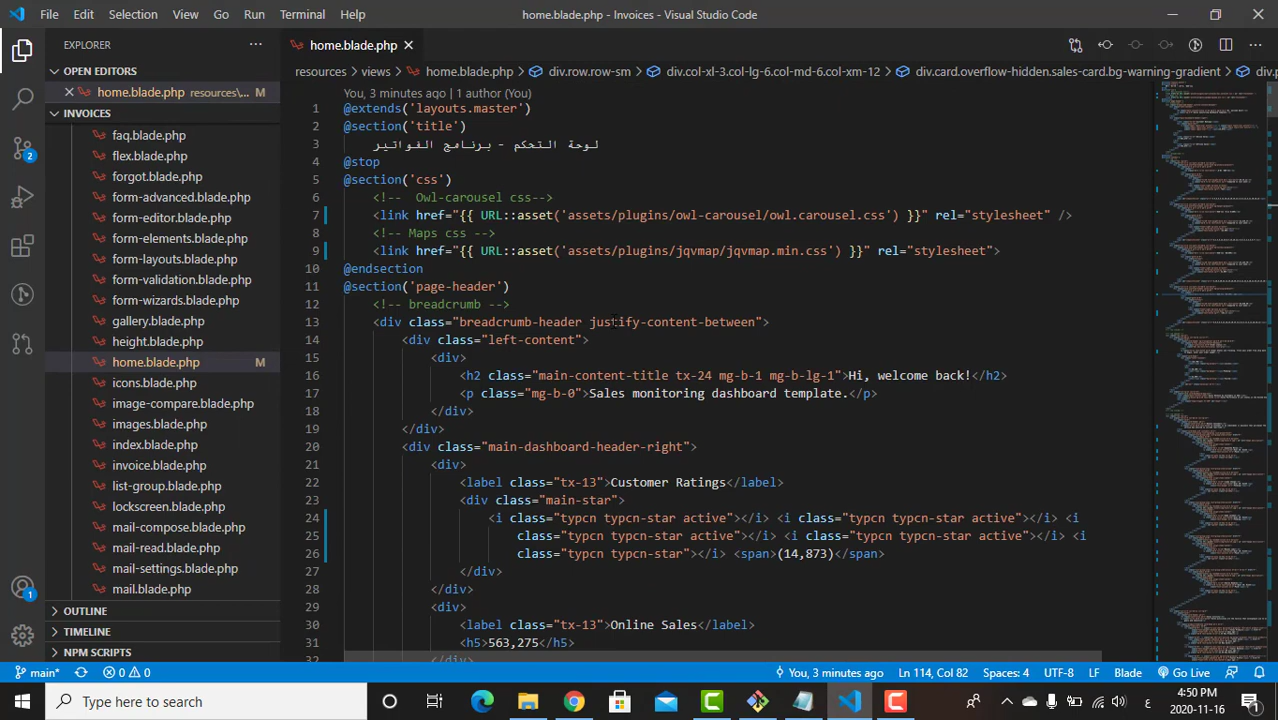 File Edit Selection View Go Run Terminal Help home.blade.php - Invoices - Visual Studio Code
EXPLORER
OPEN EDITORS
home.blade.php resources\... M
INVOICES
faq.blade.php
flex.blade.php
forgot.blade.php
form-advanced.blade.php
form-editor.blade.php
form-elements.blade.php
form-layouts.blade.php
form-validation.blade.php
form-wizards.blade.php
gallery.blade.php
height.blade.php
home.blade.php M
icons.blade.php
image-compare.blade.php
images.blade.php
index.blade.php
invoice.blade.php
list-group.blade.php
lockscreen.blade.php
mail-compose.blade.php
mail-read.blade.php
mail-settings.blade.php
mail.blade.php
OUTLINE
TIMELINE
NPM SCRIPTS
2
1
home.blade.php
resources > views > home.blade.php > div.row.row-sm > div.col-xl-3.col-lg-6.col-md-6.col-xm-12 > div.card.overflow-hidden.sales-card.bg-warning-gradient >
You, 3 minutes ago | 1 author (You)
1 @extends('layouts.master')
2 @section('title')
3 لوحة التحكم - برنامج الفواتير
4 @stop
5 @section('css')
6 <!--  Owl-carousel css-->
7 <link href="{{ URL::asset('assets/plugins/owl-carousel/owl.carousel.css') }}" rel="stylesheet" />
8 <!-- Maps css -->
9 <link href="{{ URL::asset('assets/plugins/jqvmap/jqvmap.min.css') }}" rel="stylesheet">
10 @endsection
11 @section('page-header')
12 <!-- breadcrumb -->
13 <div class="breadcrumb-header justify-content-between">
14 <div class="left-content">
15 <div>
16 <h2 class="main-content-title tx-24 mg-b-1 mg-b-lg-1">Hi, welcome back!</h2>
17 <p class="mg-b-0">Sales monitoring dashboard template.</p>
18 </div>
19 </div>
20 <div class="main-dashboard-header-right">
21 <div>
22 <label class="tx-13">Customer Ratings</label>
23 <div class="main-star">
24 <i class="typcn typcn-star active"></i> <i class="typcn typcn-star active"></i> <i
25 class="typcn typcn-star active"></i> <i class="typcn typcn-star active"></i> <i
26 class="typcn typcn-star"></i> <span>(14,873)</span>
27 </div>
28 </div>
29 <div>
30 <label class="tx-13">Online Sales</label>
31 <h5>563,275</h5>
32 </div>
main* 0 0 You, 3 minutes ago Ln 114, Col 82 Spaces: 4 UTF-8 LF Blade Go Live
Type here to search ع 4:50 PM
2020-11-16 1